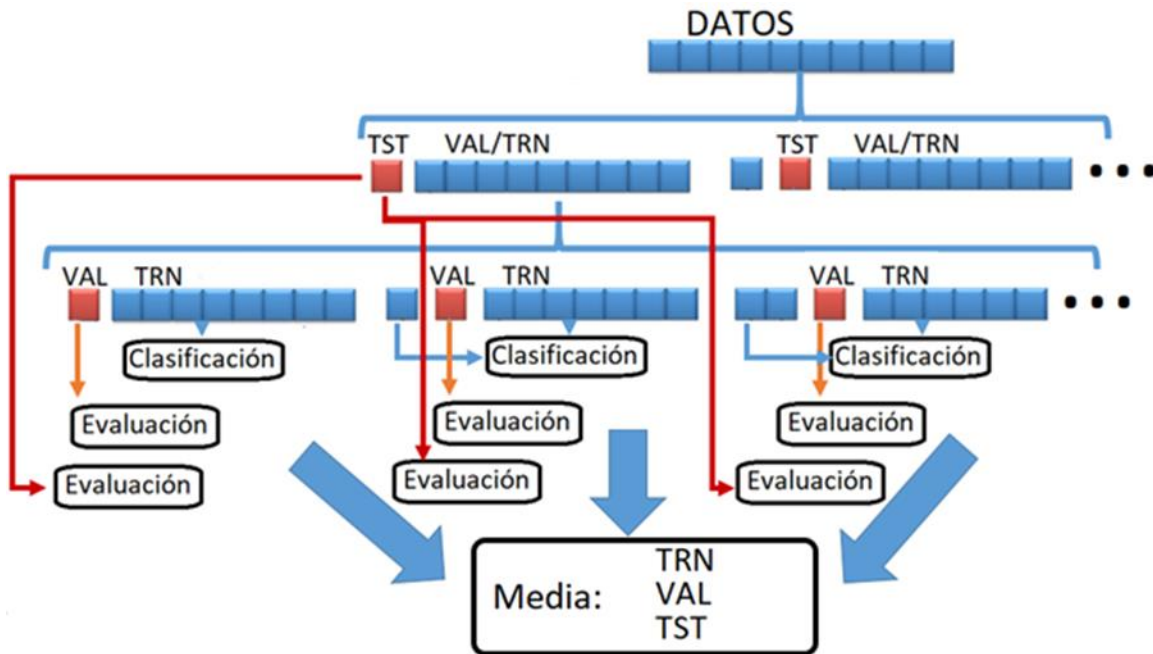 DATOS
TST VAL/TRN TST VAL/TRN
VAL TRN VAL TRN VAL TRN
Clasificación Clasificación Clasificación
Evaluación Evaluación Evaluación
Evaluación Evaluación Evaluación
TRN
Media: VAL
TST